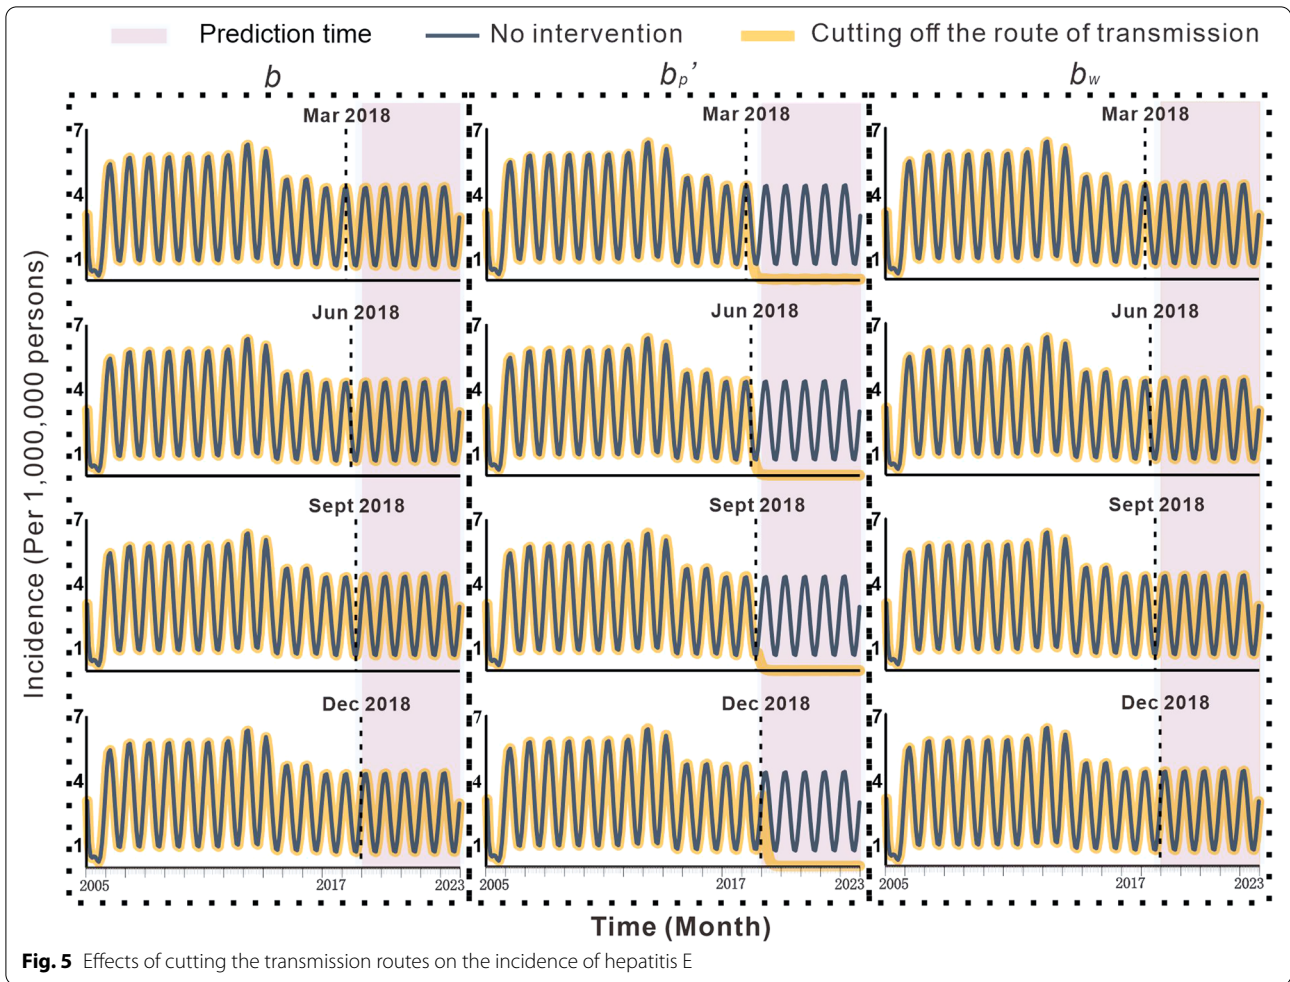 Prediction time No intervention Cutting off the route of transmission
b bp’ bw
Mar 2018 Mar 2018 Mar 2018
7 7 7
4 4 4
1 1 1
Jun 2018 Jun 2018 Jun 2018
7 7 7
4 4 4
1 1 1
Sept 2018 Sept 2018 Sept 2018
7 7 7
4 4 4
1 1 1
Dec 2018 Dec 2018 Dec 2018
7 7 7
4 4 4
1 1 1
2005 2017 2023 2005 2017 2023 2005 2017 2023
Incidence (Per 1,000,000 persons)
Time (Month)
Fig. 5 Effects of cutting the transmission routes on the incidence of hepatitis E